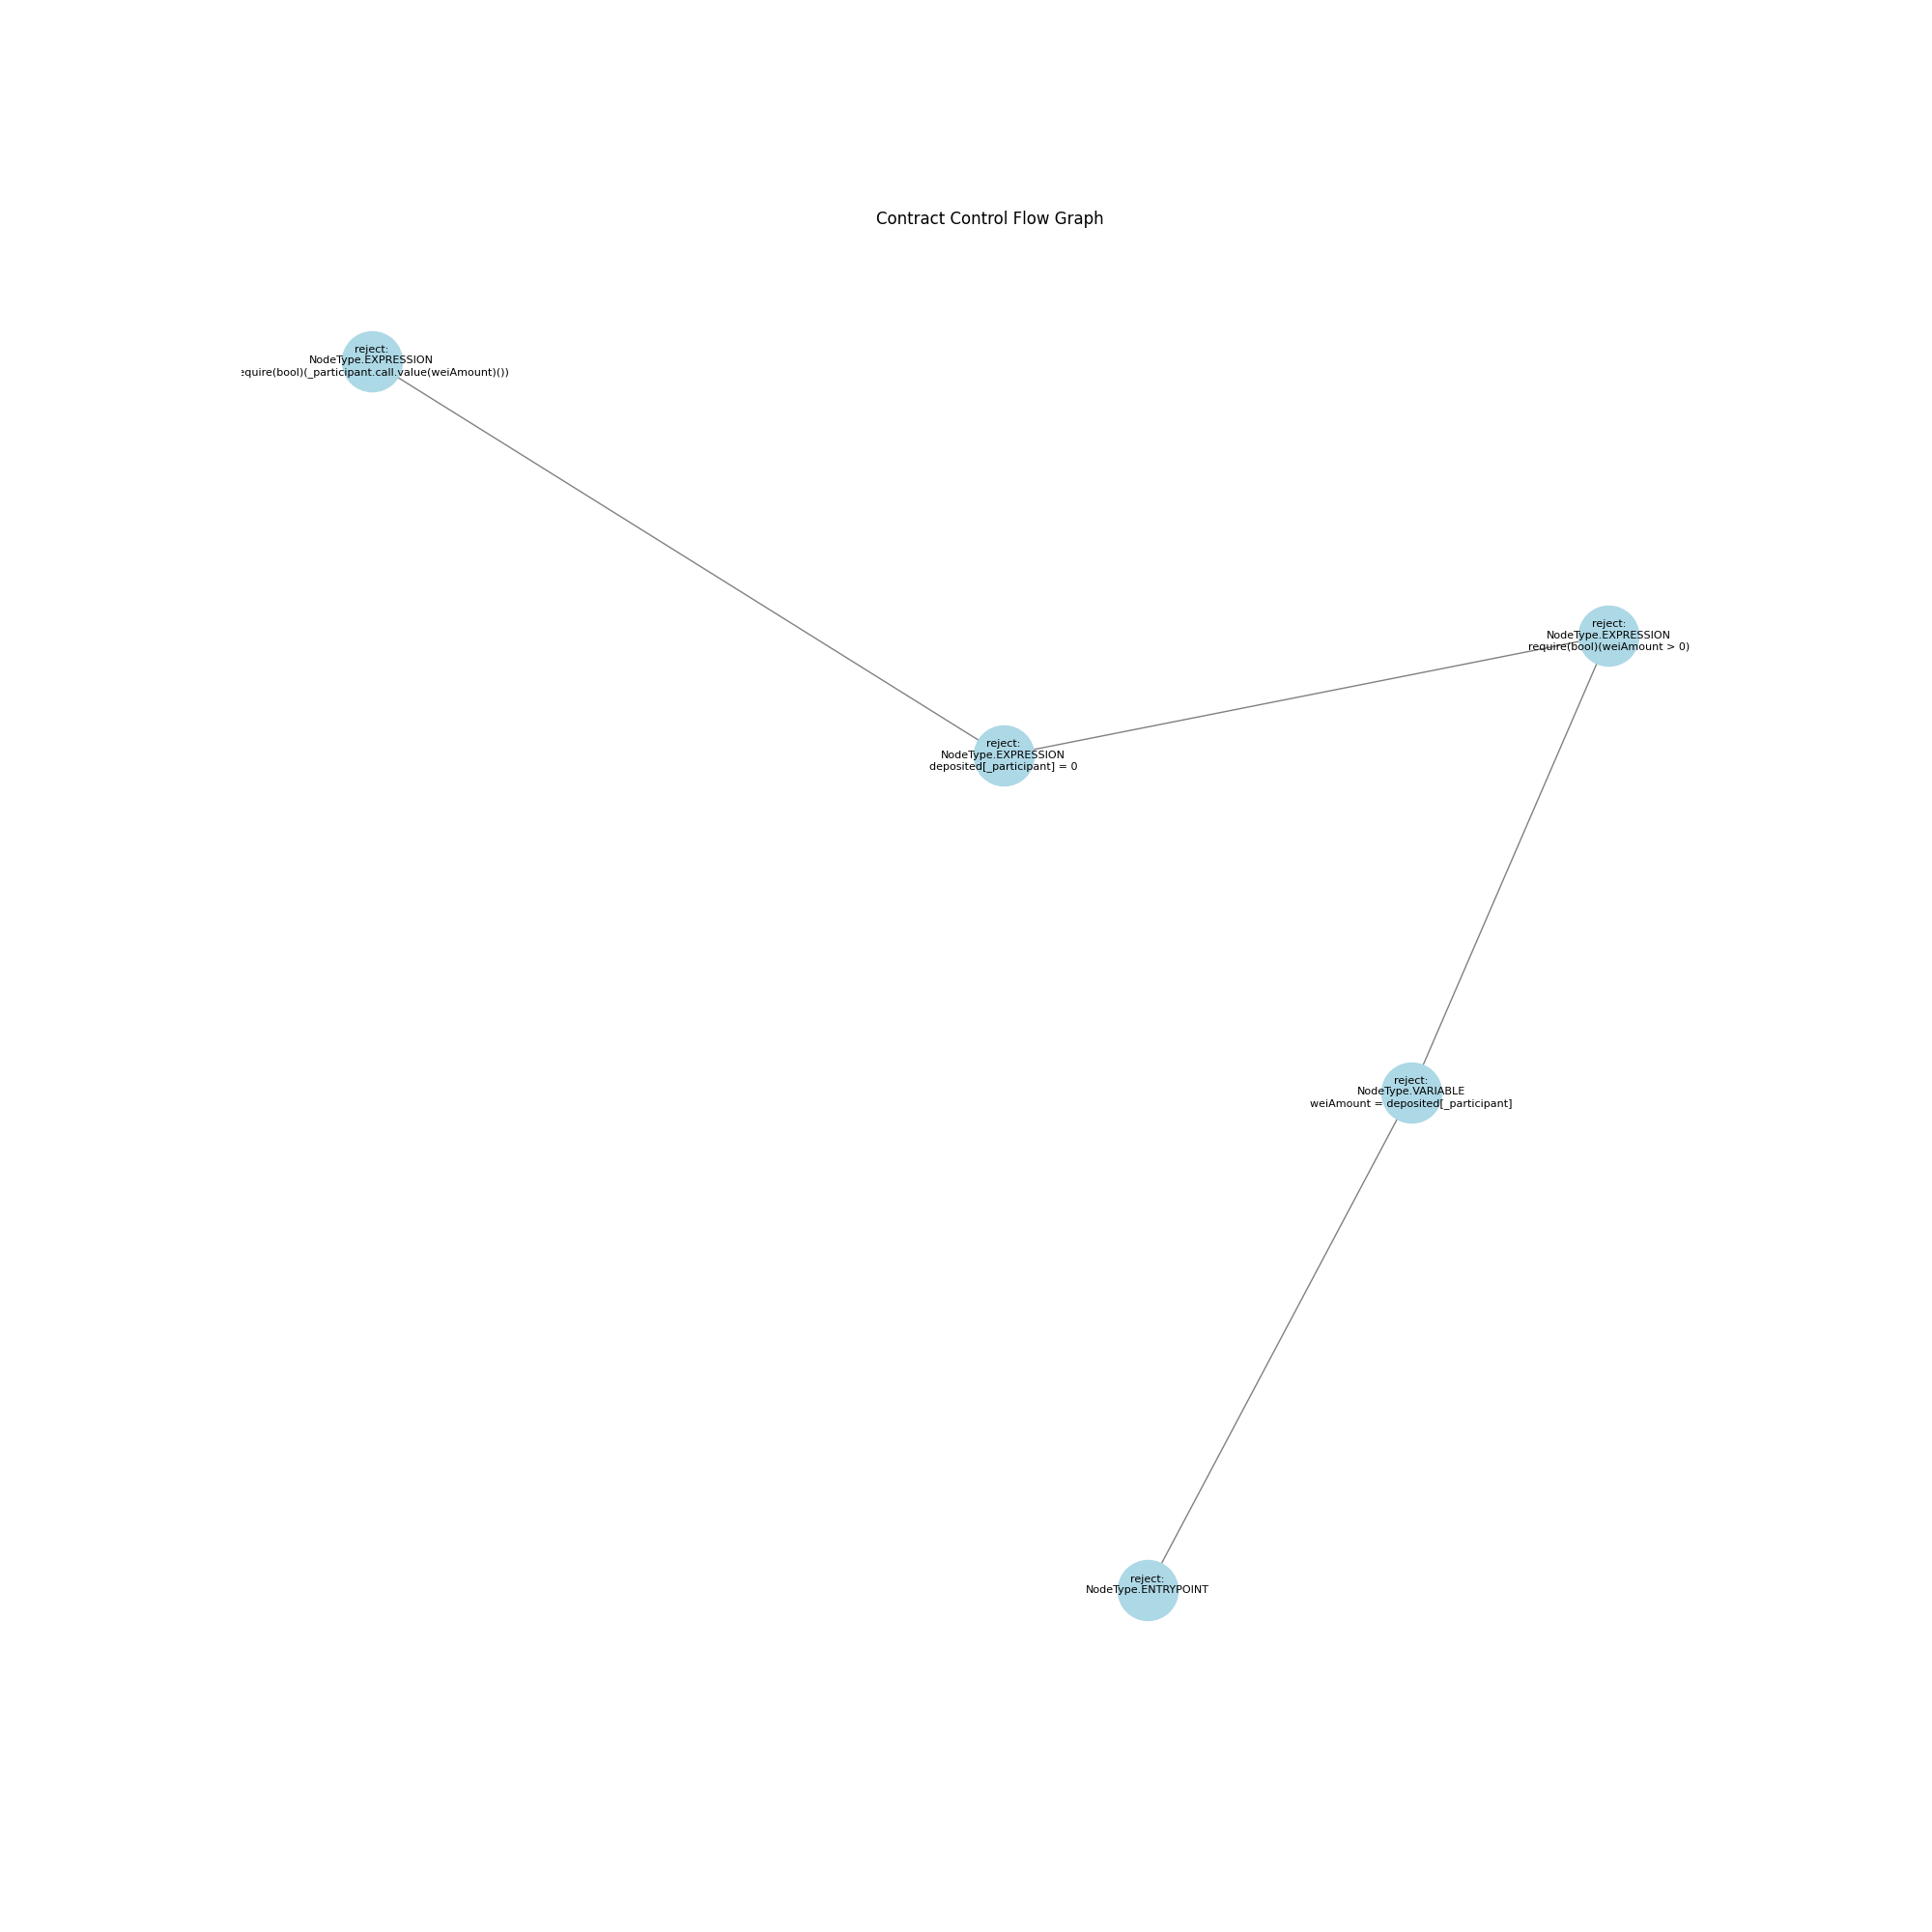 Contract Control Flow Graph
reject:
NodeType.EXPRESSION
equire(bool)(_participant.call.value(weiAmount)())
reject:
NodeType.EXPRESSION
require(bool)(weiAmount > 0)
reject:
NodeType.EXPRESSION
deposited[_participant] = 0
reject:
NodeType.VARIABLE
weiAmount = deposited[_participant]
reject:
NodeType.ENTRYPOINT